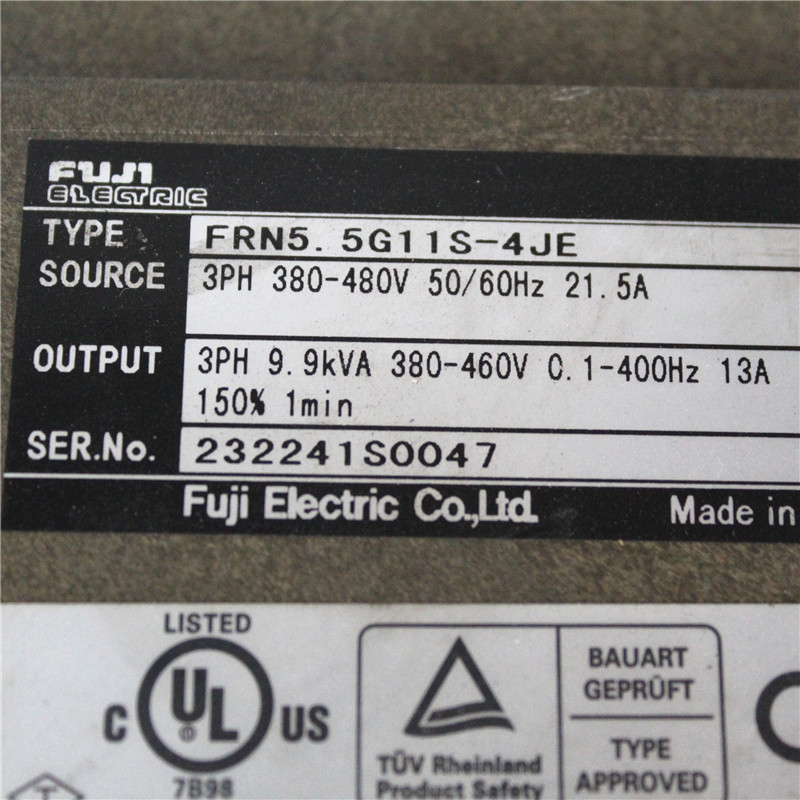 FUJI
ELECTRIC
TYPE FRN5.5G11S-4JE
SOURCE 3PH 380-480V 50/60Hz 21.5A
OUTPUT 3PH 9.9kVA 380-460V 0.1-400Hz 13A
150% 1min
SER.No. 232241S0047
Fuji Electric Co.,Ltd. Made in
LISTED
C UL US
®
7B98
TÜV Rheinland
Product Safety
BAUART
GEPRÜFT
TYPE
APPROVED